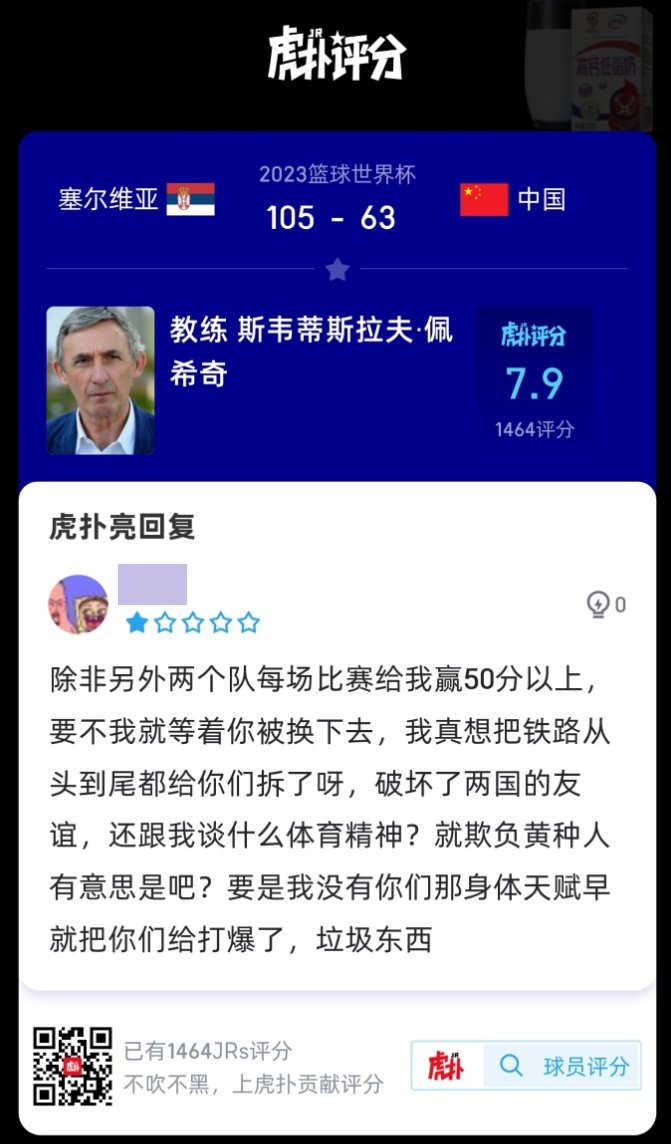 虎扑评分
JR
高钙低脂奶
2023篮球世界杯
塞尔维亚
105 - 63
中国
教练 斯韦蒂斯拉夫·佩
希奇
虎扑评分
7.9
1464评分
虎扑亮回复
0
除非另外两个队每场比赛给我赢50分以上，
要不我就等着你被换下去，我真想把铁路从
头到尾都给你们拆了呀，破坏了两国的友
谊，还跟我谈什么体育精神？就欺负黄种人
有意思是吧？要是我没有你们那身体天赋早
就把你们给打爆了，垃圾东西
虎扑
已有1464JRs评分
不吹不黑，上虎扑贡献评分
虎扑
JR
球员评分